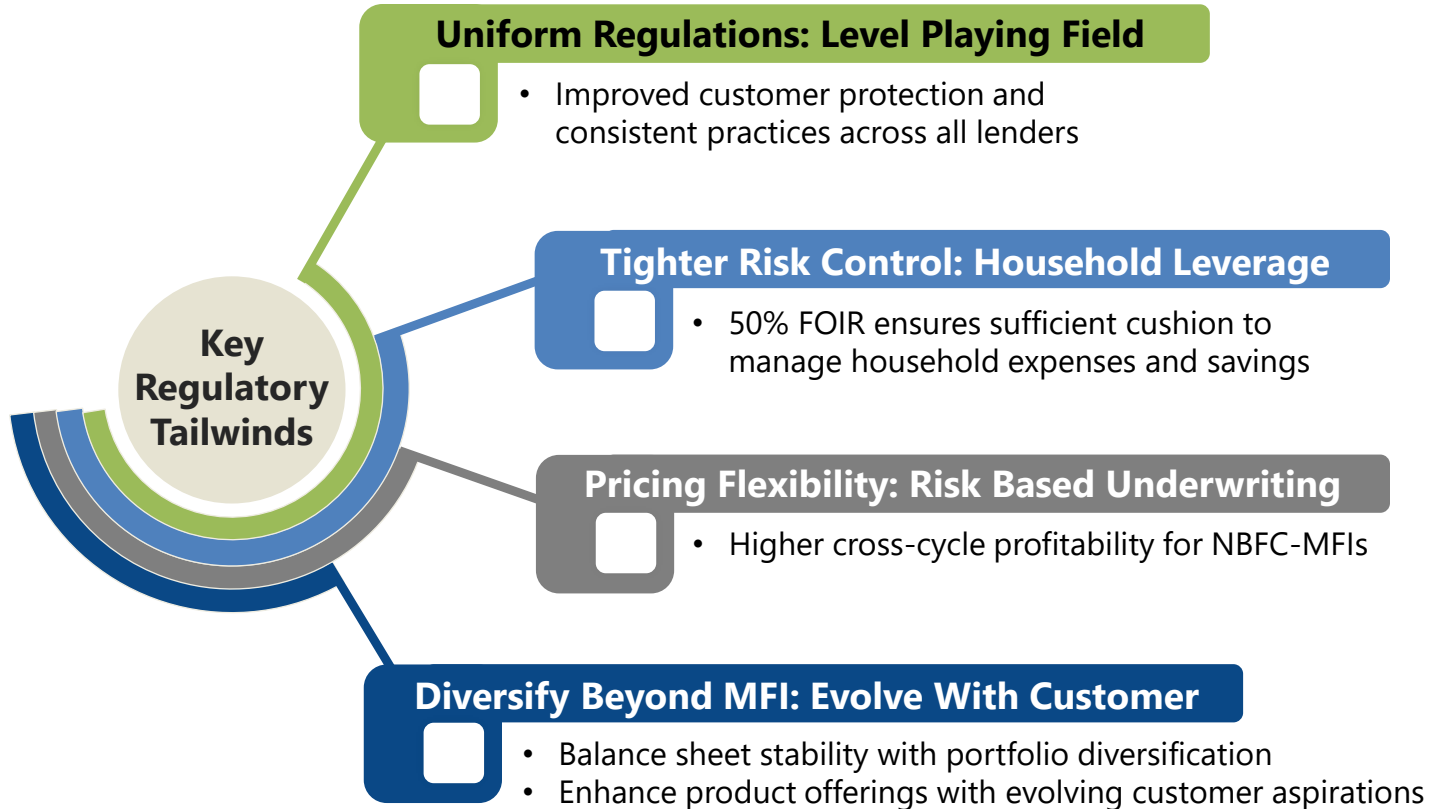 Uniform Regulations: Level Playing Field
• Improved customer protection and
consistent practices across all lenders
Key
Regulatory
Tailwinds
Tighter Risk Control: Household Leverage
• 50% FOIR ensures sufficient cushion to
manage household expenses and savings
Pricing Flexibility: Risk Based Underwriting
• Higher cross-cycle profitability for NBFC-MFIs
Diversify Beyond MFI: Evolve With Customer
• Balance sheet stability with portfolio diversification
• Enhance product offerings with evolving customer aspirations